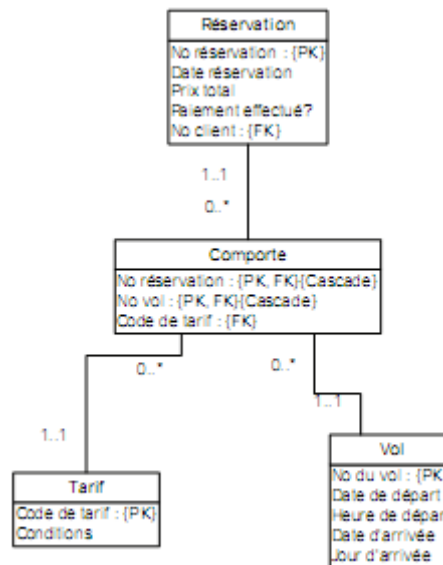 Réservation
No réservation : {PK}
Date réservation
Prix total
Paiement effectué?
No client : {FK}
1..1
0..*
Comporte
No réservation : {PK, FK}{Cascade}
No vol : {PK, FK}{Cascade}
Code de tarif : {FK}
0..*
0..*
1..1
1..1
Tarif
Code de tarif : {PK}
Conditions
Vol
No du vol : {PK
Date de départ
Heure de dépar
Date d'arrivée
Jour d'arrivée